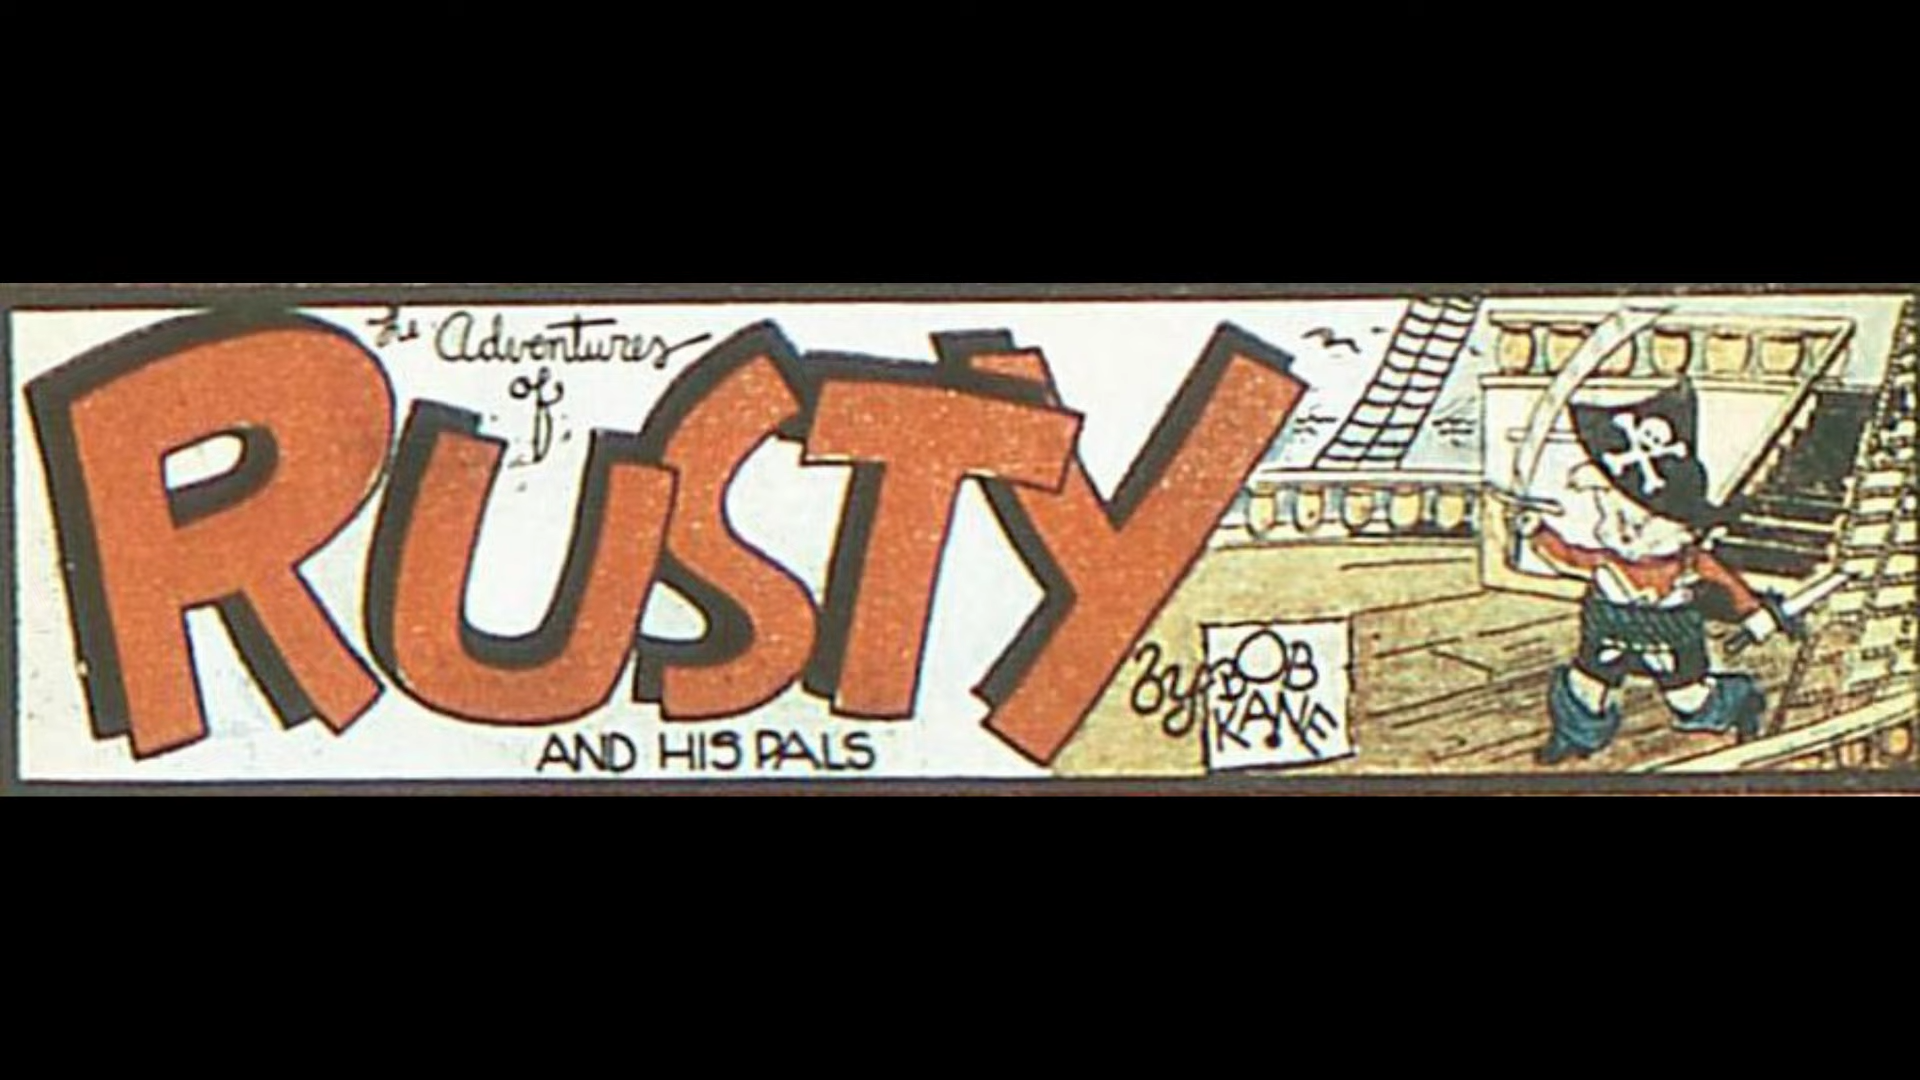 The Adventures
of
RUSTY
AND HIS PALS
By
BOB
KANE